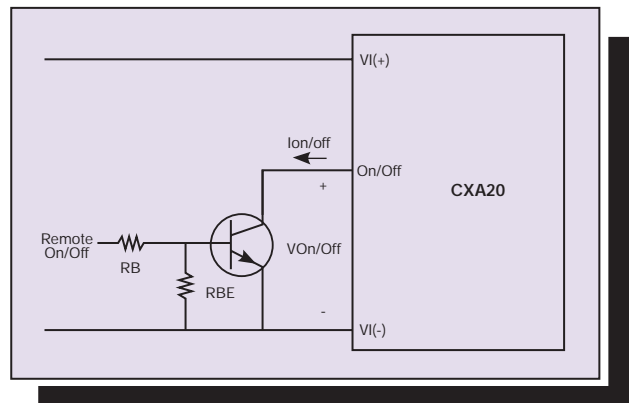 VI(+)
Ion/off
On/Off
+
CXA20
Remote
On/Off
RB
VOn/Off
RBE
-
VI(-)